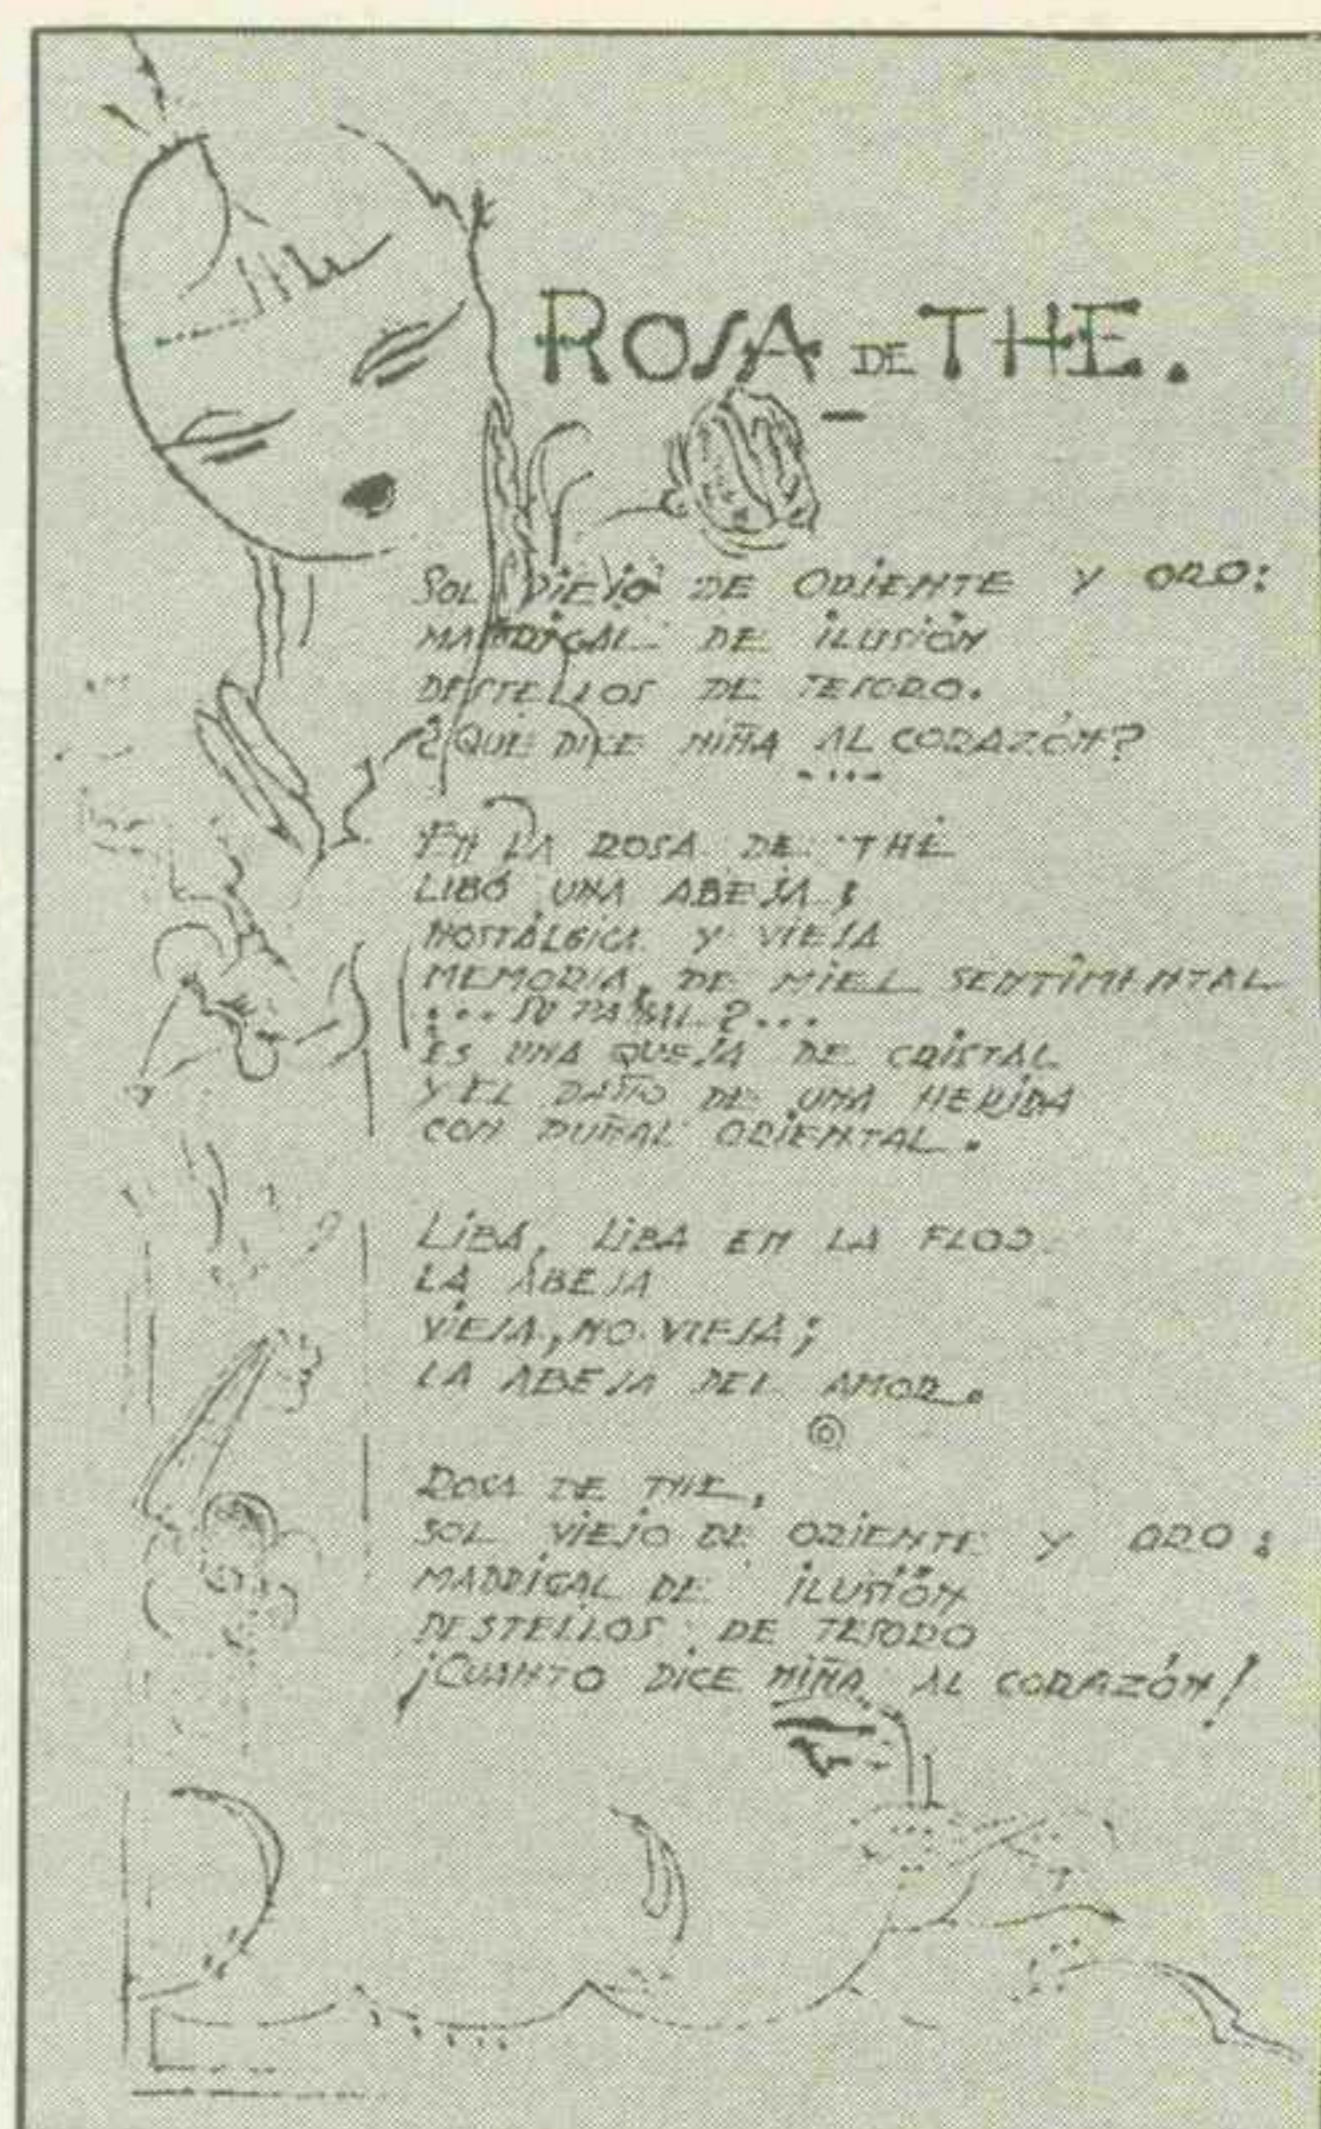 ROSA DE THE.
SOL VIEJO DE ORIENTE Y ORO:
MADRIGAL DE ILUSIÓN
DESTELLOS DE TESORO.
¿QUÉ DICE NIÑA AL CORAZÓN?
EN LA ROSA DE THE
LIBÓ UNA ABEJA;
NOSTÁLGICA Y VIEJA
MEMORIA, DE MIEL SENTIMENTAL
... SU PANAL?...
ES UNA QUEJA DE CRISTAL
Y EL DAÑO DE UNA HERIDA
CON PUÑAL ORIENTAL.
LIBA, LIBA EN LA FLOR
LA ABEJA
VIEJA, NO VIEJA;
LA ABEJA DEL AMOR.
ROSA DE THE,
SOL VIEJO DE ORIENTE Y ORO:
MADRIGAL DE ILUSIÓN
DESTELLOS DE TESORO
¡CUANTO DICE NIÑA AL CORAZÓN!